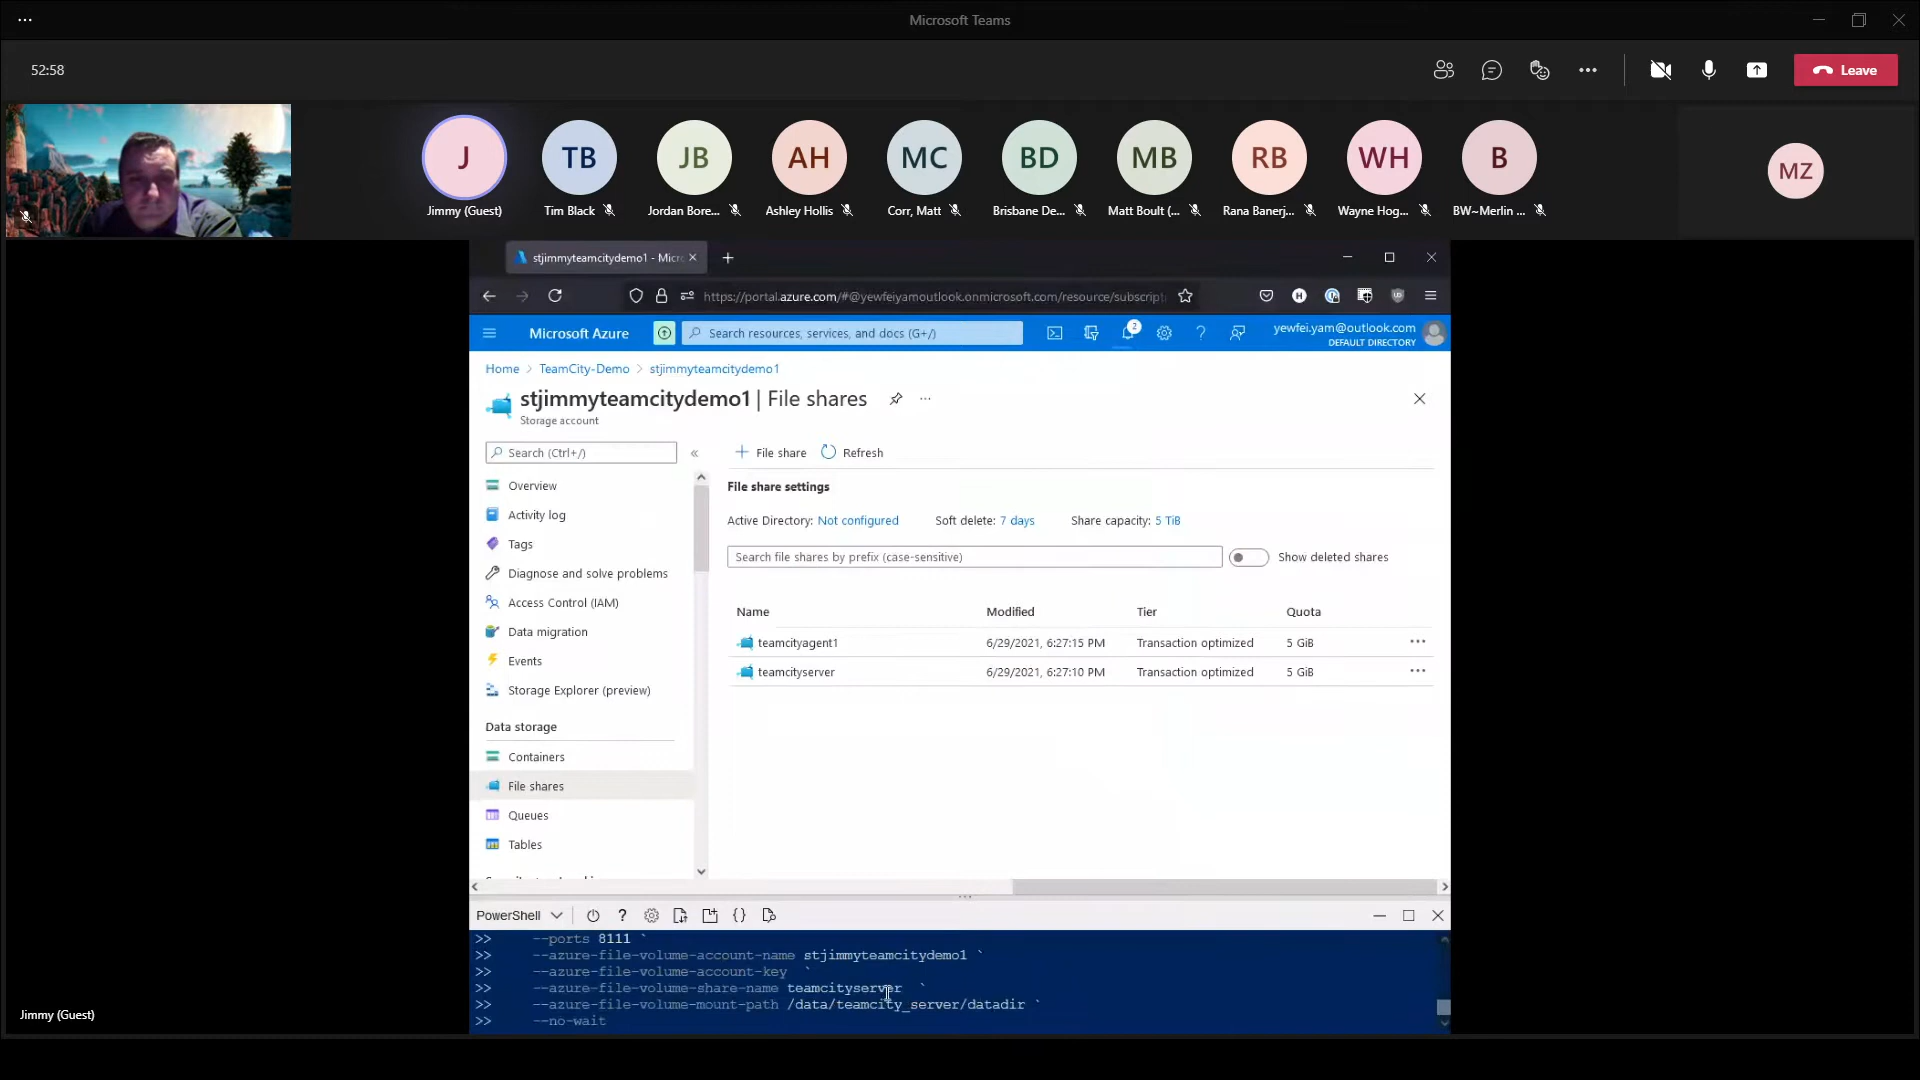 Microsoft Teams
52:58
Leave
J
TB
JB
AH
MC
BD
MB
RB
WH
B
MZ
Jimmy (Guest)
Tim Black
Jordan Bore...
Ashley Hollis
Corr, Matt
Brisbane De...
Matt Boult (...
Rana Banerj...
Wayne Hog...
BW~Merlin ...
stjimmyteamcitydemo1 - Micr
https://portal.azure.com/#@yewfeiyamoutlook.onmicrosoft.com/resource/subscript
Microsoft Azure
Search resources, services, and docs (G+/)
2
yewfei.yam@outlook.com
DEFAULT DIRECTORY
Home > TeamCity-Demo > stjimmyteamcitydemo1
stjimmyteamcitydemo1 | File shares
Storage account
Search (Ctrl+/)
Overview
Activity log
Tags
Diagnose and solve problems
Access Control (IAM)
Data migration
Events
Storage Explorer (preview)
Data storage
Containers
File shares
Queues
Tables
File share
Refresh
File share settings
Active Directory: Not configured
Soft delete: 7 days
Share capacity: 5 TiB
Search file shares by prefix (case-sensitive)
Show deleted shares
Name Modified Tier Quota
teamcityagent1 6/29/2021, 6:27:15 PM Transaction optimized 5 GiB
teamcityserver 6/29/2021, 6:27:10 PM Transaction optimized 5 GiB
PowerShell
>> --ports 8111 `
>> --azure-file-volume-account-name stjimmyteamcitydemo1 `
>> --azure-file-volume-account-key `
>> --azure-file-volume-share-name teamcityserver `
>> --azure-file-volume-mount-path /data/teamcity_server/datadir `
>> --no-wait
Jimmy (Guest)